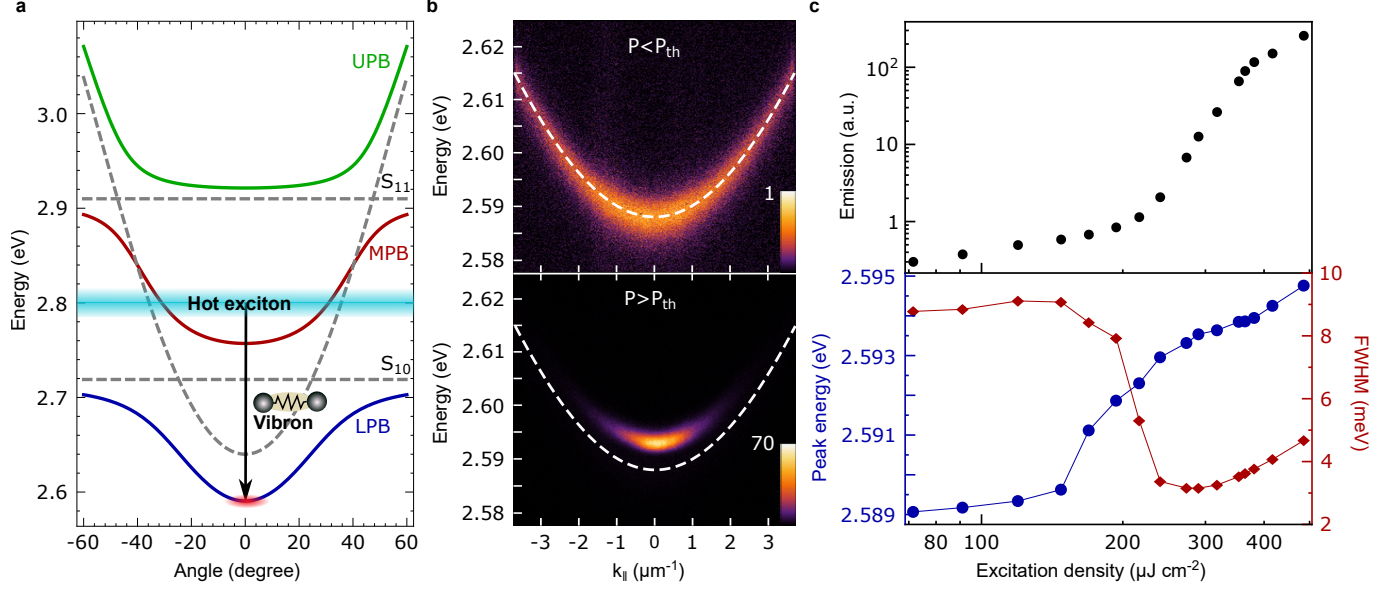 a
Energy (eV)
3.0
2.9
2.8
2.7
2.6
UPB
S11
MPB
Hot exciton
S10
Vibron
LPB
-60 -40 -20 0 20 40 60
Angle (degree)
b
Energy (eV)
2.62
2.61
2.60
2.59
2.58
P<Pth
1
Energy (eV)
2.62
2.61
2.60
2.59
2.58
P>Pth
70
-3 -2 -1 0 1 2 3
k∥ (µm-1)
c
Emission (a.u.)
10²
10
1
Peak energy (eV)
2.595
2.593
2.591
2.589
10
8
6
4
2
FWHM (meV)
80 100 200 300 400
Excitation density (µJ cm-2)